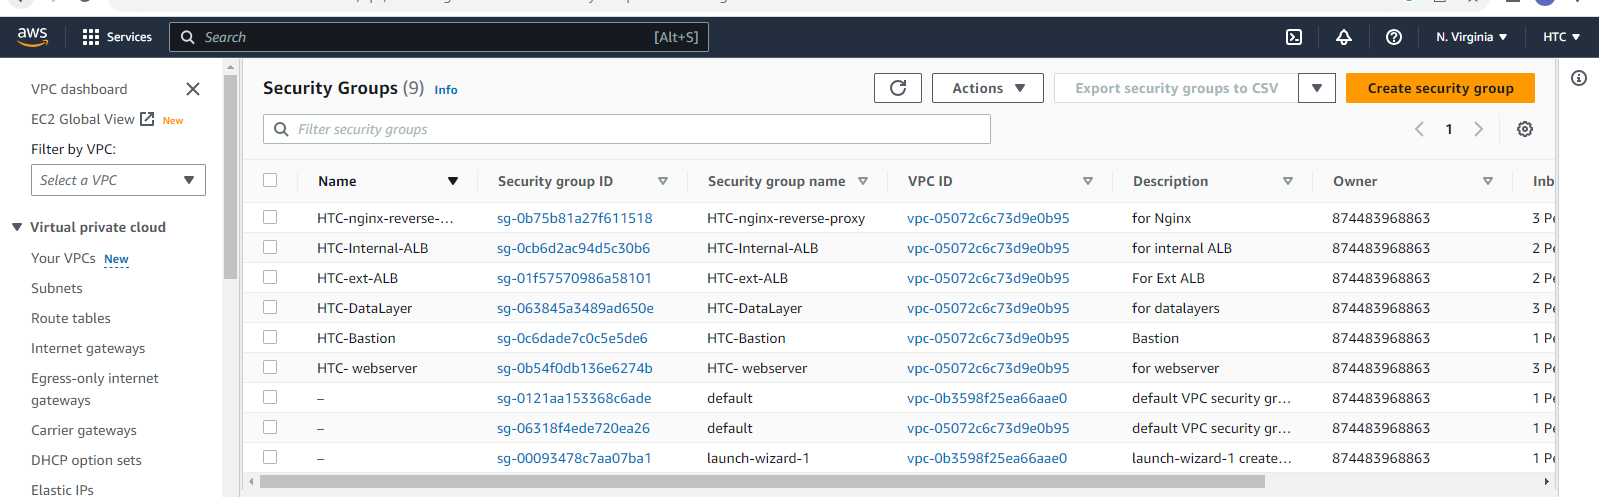 aws Services Search [Alt+S] N. Virginia HTC
VPC dashboard
EC2 Global View New
Filter by VPC:
Select a VPC
Virtual private cloud
Your VPCs New
Subnets
Route tables
Internet gateways
Egress-only internet
gateways
Carrier gateways
DHCP option sets
Elastic IPs
Security Groups (9) Info Actions Export security groups to CSV Create security group
Filter security groups 1
Name Security group ID Security group name VPC ID Description Owner Inb
HTC-nginx-reverse-... sg-0b75b81a27f611518 HTC-nginx-reverse-proxy vpc-05072c6c73d9e0b95 for Nginx 874483968863 3 Pe
HTC-Internal-ALB sg-0cb6d2ac94d5c30b6 HTC-Internal-ALB vpc-05072c6c73d9e0b95 for internal ALB 874483968863 2 Pe
HTC-ext-ALB sg-01f57570986a58101 HTC-ext-ALB vpc-05072c6c73d9e0b95 For Ext ALB 874483968863 2 Pe
HTC-DataLayer sg-063845a3489ad650e HTC-DataLayer vpc-05072c6c73d9e0b95 for datalayers 874483968863 3 Pe
HTC-Bastion sg-0c6dade7c0c5e5de6 HTC-Bastion vpc-05072c6c73d9e0b95 Bastion 874483968863 1 Pe
HTC- webserver sg-0b54f0db136e6274b HTC- webserver vpc-05072c6c73d9e0b95 for webserver 874483968863 3 Pe
– sg-0121aa153368c6ade default vpc-0b3598f25ea66aae0 default VPC security gr... 874483968863 1 Pe
– sg-06318f4ede720ea26 default vpc-05072c6c73d9e0b95 default VPC security gr... 874483968863 1 Pe
– sg-00093478c7aa07ba1 launch-wizard-1 vpc-0b3598f25ea66aae0 launch-wizard-1 create... 874483968863 1 Pe